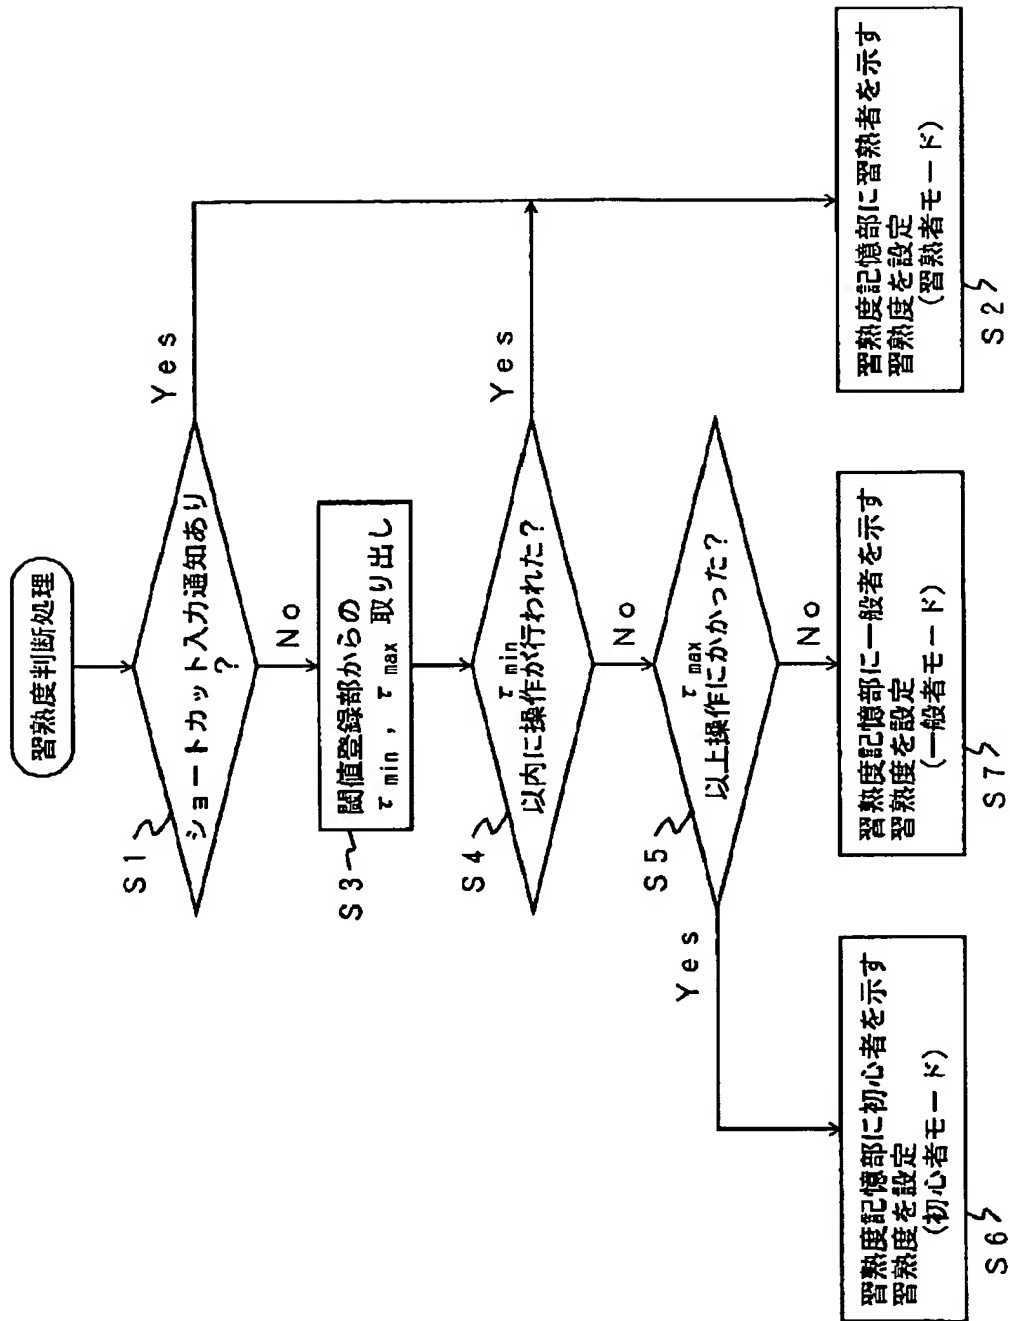 習熟度判断処理
S1
ショートカット入力通知あり
?
Yes
No
S3
閾値登録部からの
τmin , τmax 取り出し
S4
τmin
以内に操作が行われた?
Yes
No
S5
τmax
以上操作にかかった?
Yes
No
習熟度記憶部に初心者を示す
習熟度を設定
(初心者モード)
S6
習熟度記憶部に一般者を示す
習熟度を設定
(一般者モード)
S7
習熟度記憶部に習熟者を示す
習熟度を設定
(習熟者モード)
S2